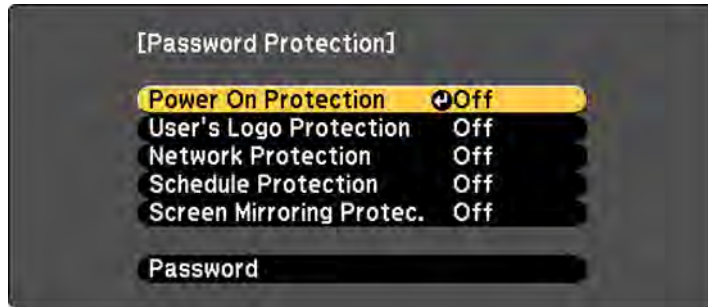 [Password Protection]
Power On Protection Off
User's Logo Protection Off
Network Protection Off
Schedule Protection Off
Screen Mirroring Protec. Off
Password